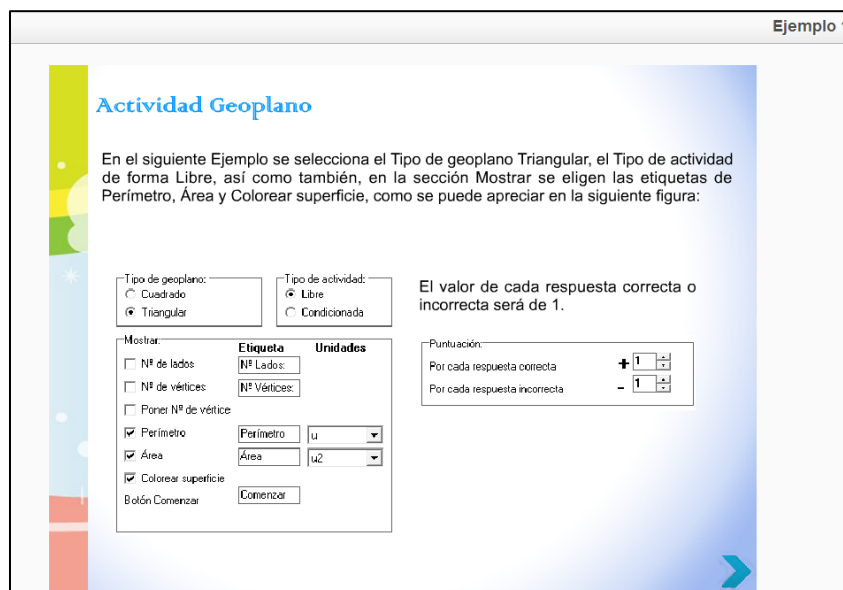 Ejemplo
Actividad Geoplano
En el siguiente Ejemplo se selecciona el Tipo de geoplano Triangular, el Tipo de actividad
de forma Libre, así como también, en la sección Mostrar se eligen las etiquetas de
Perímetro, Área y Colorear superficie, como se puede apreciar en la siguiente figura:
Tipo de geoplano:
Cuadrado
Triangular
Tipo de actividad:
Libre
Condicionada
El valor de cada respuesta correcta o
incorrecta será de 1.
Mostrar:
Etiqueta Unidades
Nº de lados Nº Lados:
Nº de vértices Nº Vértices:
Poner Nº de vértice
Perímetro Perímetro u
Área Área u2
Colorear superficie
Botón Comenzar Comenzar
Puntuación:
Por cada respuesta correcta + 1
Por cada respuesta incorrecta - 1